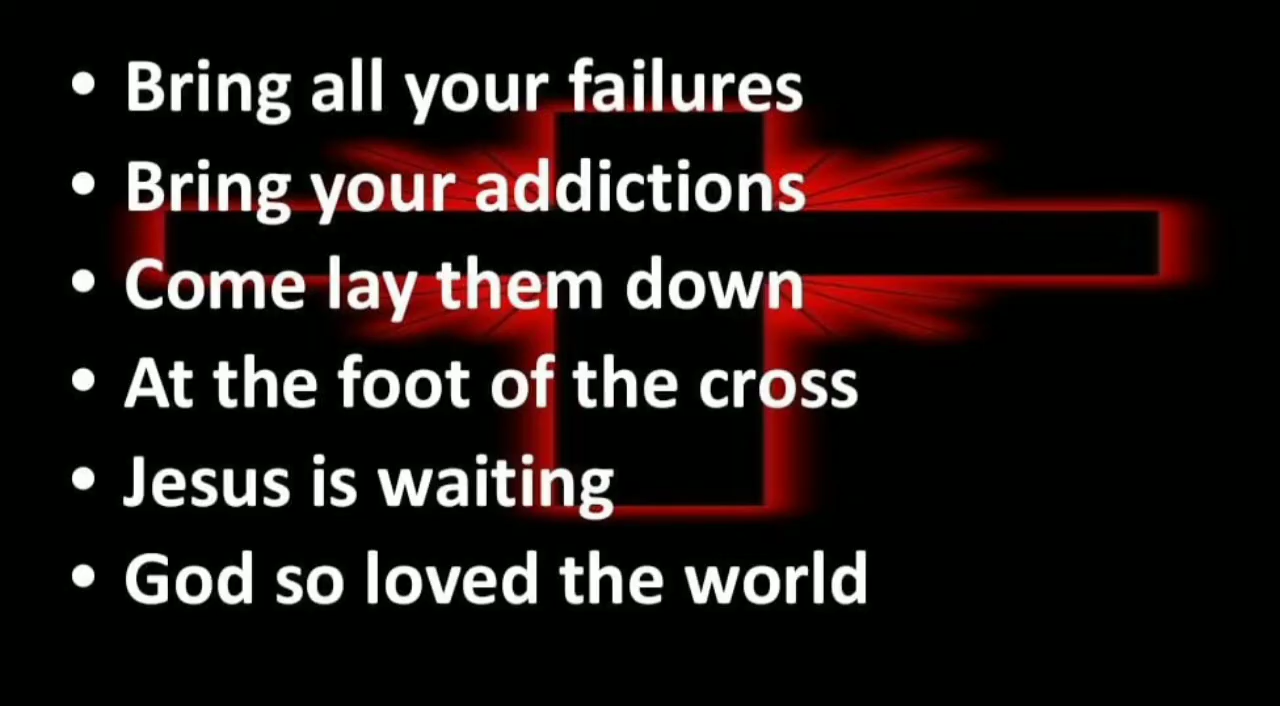 • Bring all your failures
• Bring your addictions
• Come lay them down
• At the foot of the cross
• Jesus is waiting
• God so loved the world